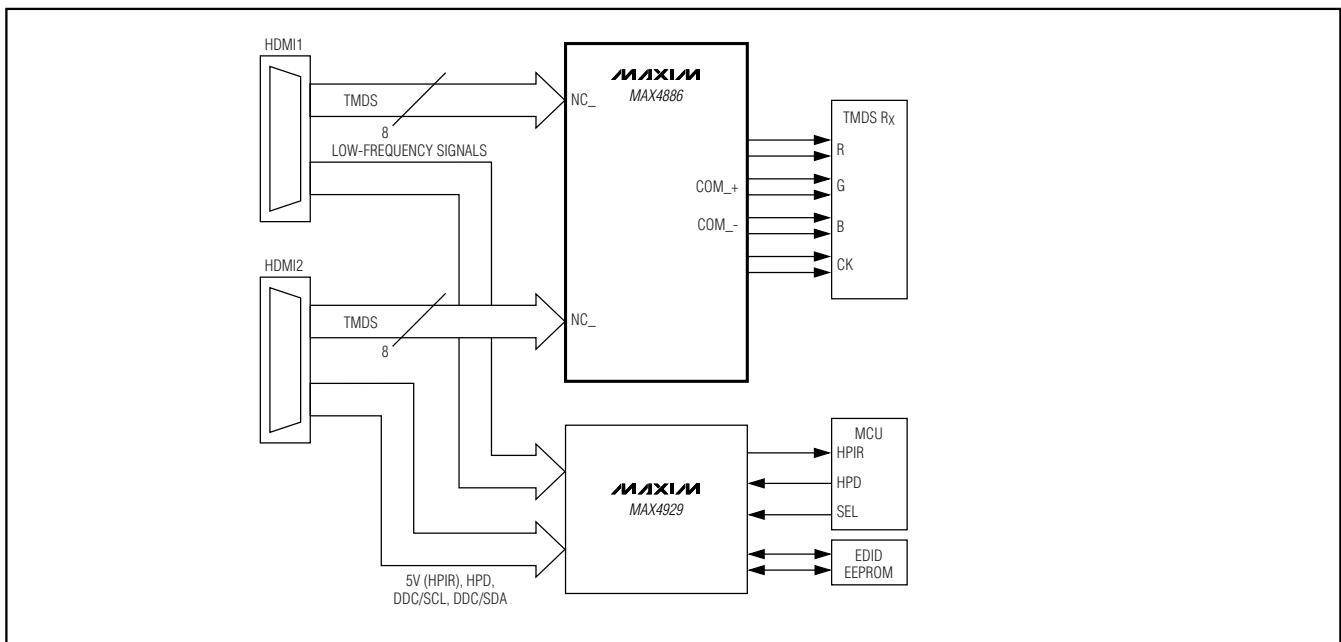 HDMI1
TMDS
8
LOW-FREQUENCY SIGNALS
HDMI2
TMDS
8
5V (HPIR), HPD,
DDC/SCL, DDC/SDA
MAXIM
MAX4886
NC_
COM_+
COM_-
NC_
TMDS RX
R
G
B
CK
MAXIM
MAX4929
MCU
HPIR
HPD
SEL
EDID
EEPROM